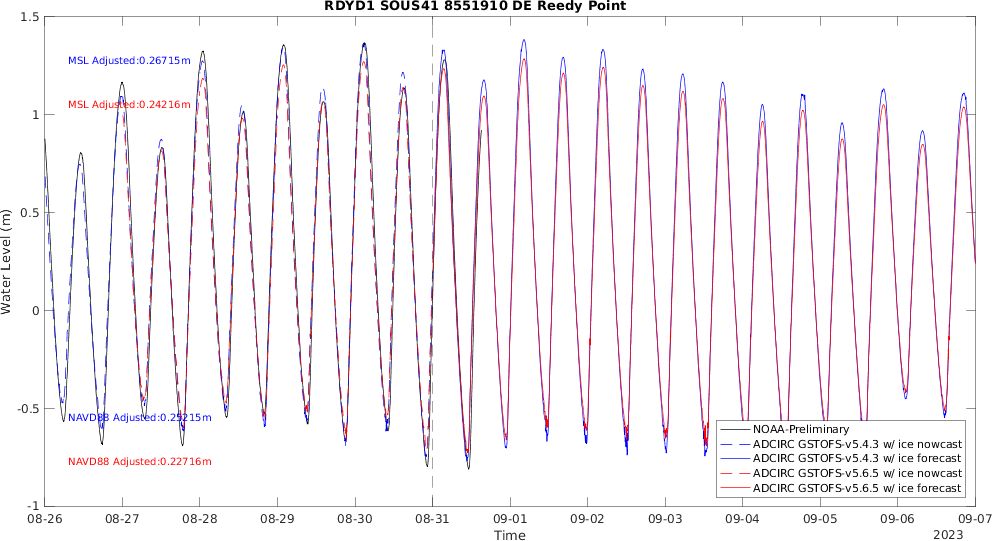 RDYD1 SOUS41 8551910 DE Reedy Point
1.5
MSL Adjusted:0.26715m
MSL Adjusted:0.24216m
1
0.5
Water Level (m)
0
-0.5
NAVD88 Adjusted:0.25215m
NAVD88 Adjusted:0.22716m
NOAA-Preliminary
ADCIRC GSTOFS-v5.4.3 w/ ice nowcast
ADCIRC GSTOFS-v5.4.3 w/ ice forecast
ADCIRC GSTOFS-v5.6.5 w/ ice nowcast
ADCIRC GSTOFS-v5.6.5 w/ ice forecast
-1
08-26 08-27 08-28 08-29 08-30 08-31 09-01 09-02 09-03 09-04 09-05 09-06 09-07
Time
2023